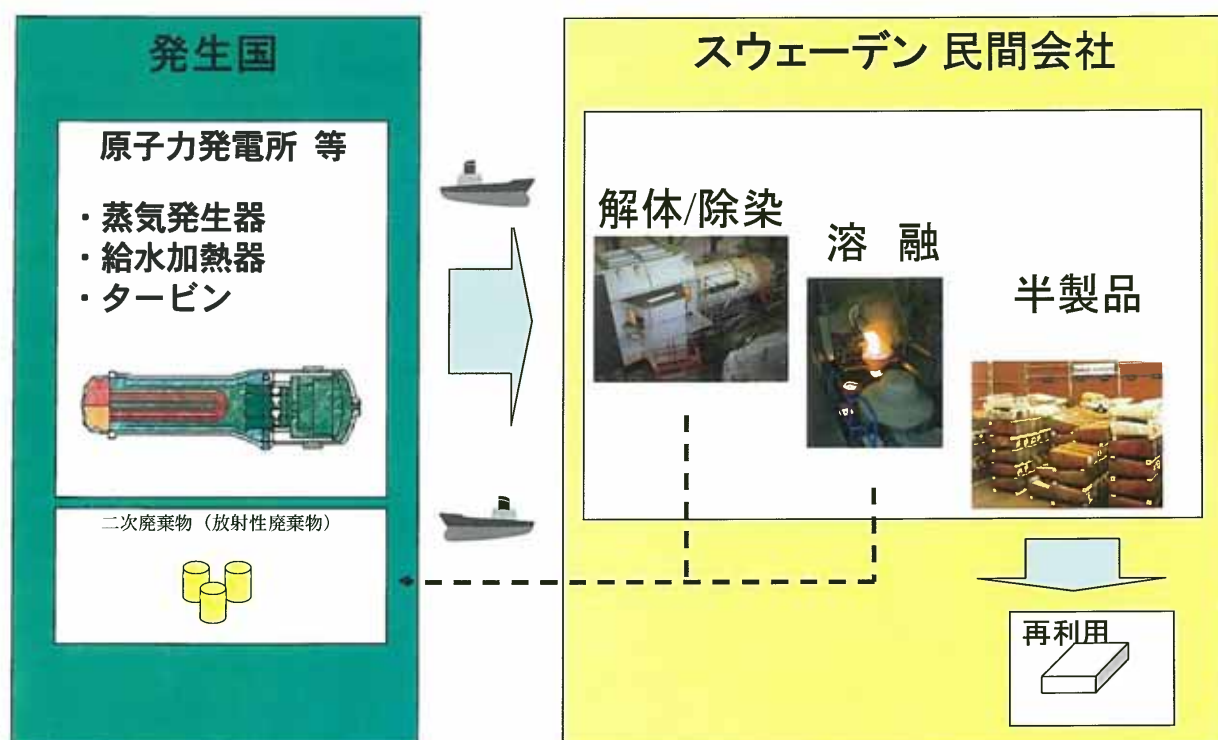 発生国
原子力発電所 等
・蒸気発生器
・給水加熱器
・タービン
二次廃棄物（放射性廃棄物）
スウェーデン 民間会社
解体/除染
溶 融
半製品
再利用